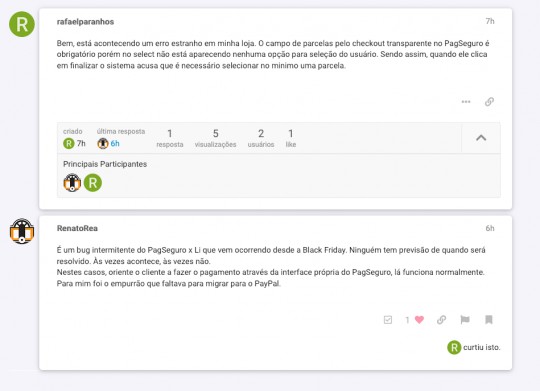 R
rafaelparanhos
7h
Bem, está acontecendo um erro estranho em minha loja. O campo de parcelas pelo checkout transparente no PagSeguro é
obrigatório porém no select não está aparecendo nenhuma opção para seleção do usuário. Sendo assim, quando ele clica
em finalizar o sistema acusa que é necessário selecionar no minimo uma parcela.
criado
última resposta
1
5
2
1
R 7h
6h
resposta
visualizações
usuários
like
Principais Participantes
R
RenatoRea
6h
É um bug intermitente do PagSeguro x Li que vem ocorrendo desde a Black Friday. Ninguém tem previsão de quando será
resolvido. Às vezes acontece, às vezes não.
Nestes casos, oriente o cliente a fazer o pagamento através da interface própria do PagSeguro, lá funciona normalmente.
Para mim foi o empurrão que faltava para migrar para o PayPal.
1
R curtiu isto.